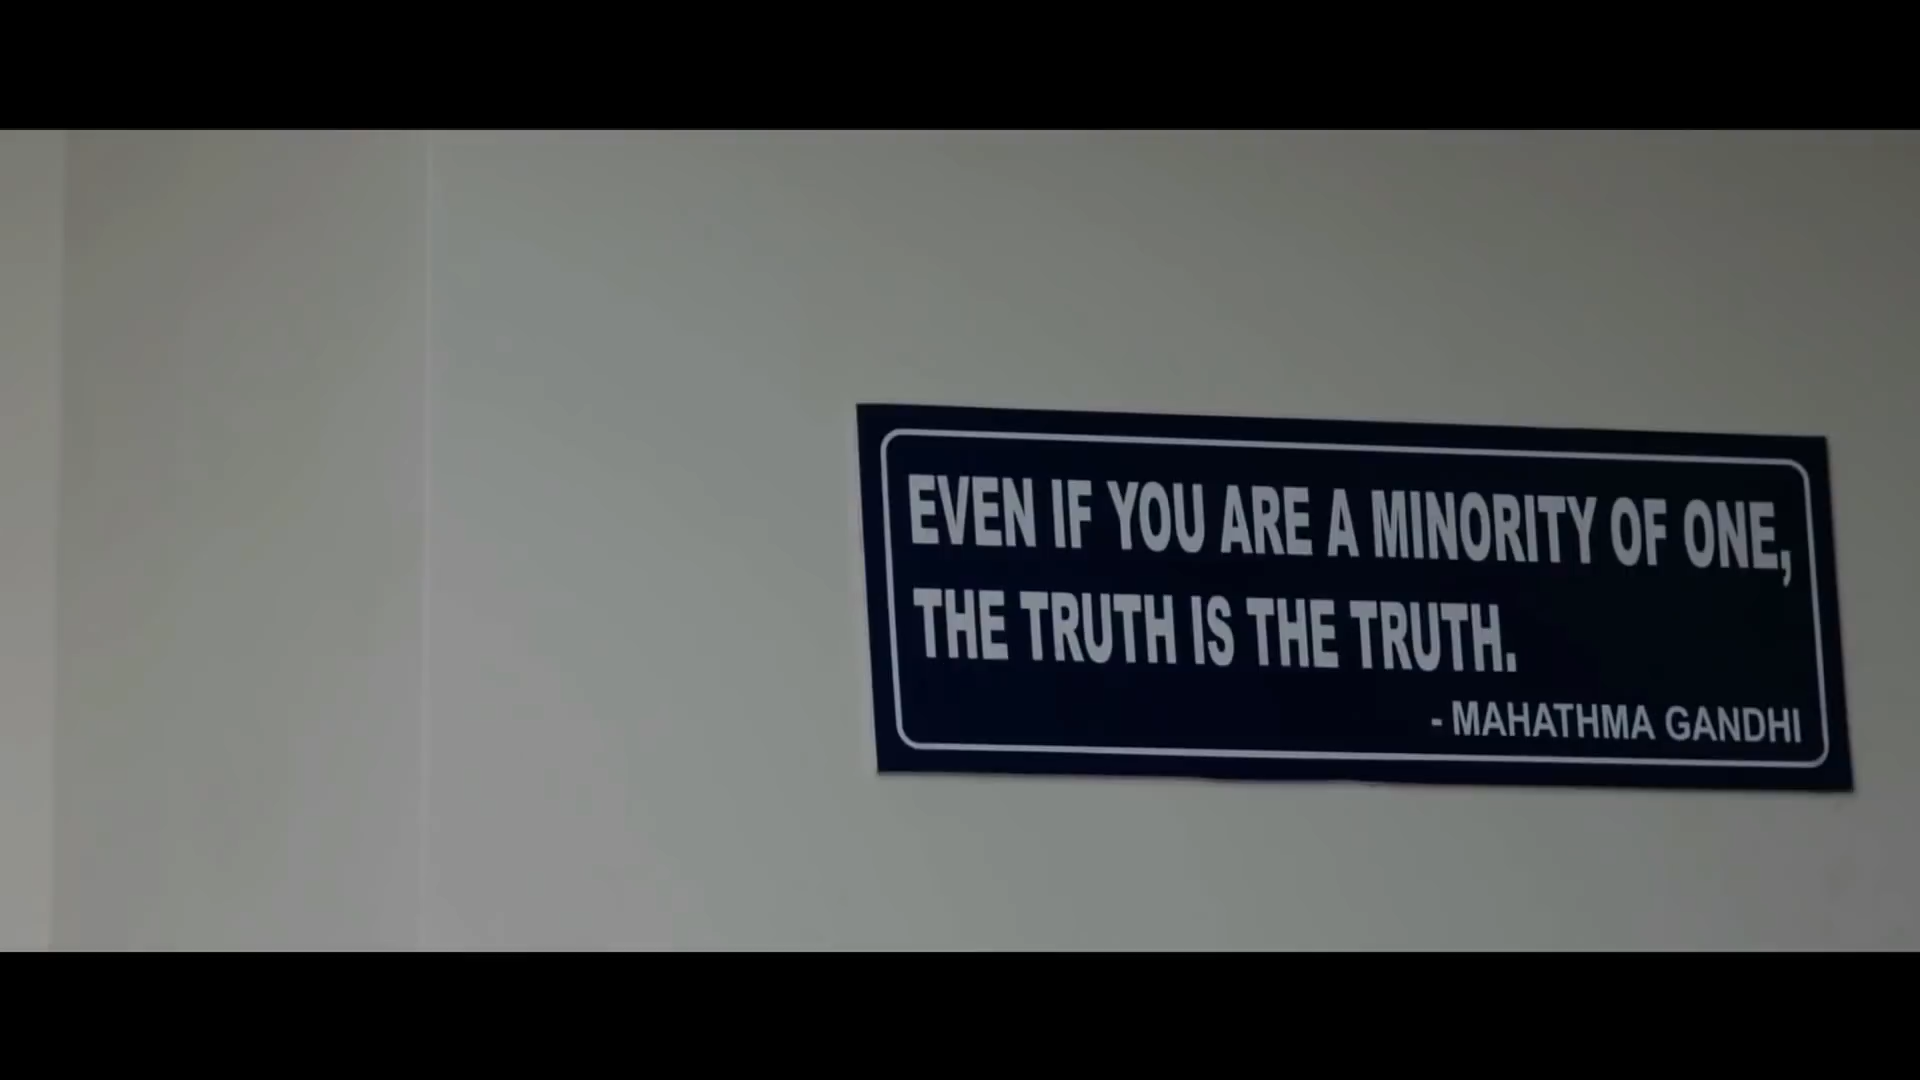 EVEN IF YOU ARE A MINORITY OF ONE,
THE TRUTH IS THE TRUTH.
- MAHATHMA GANDHI